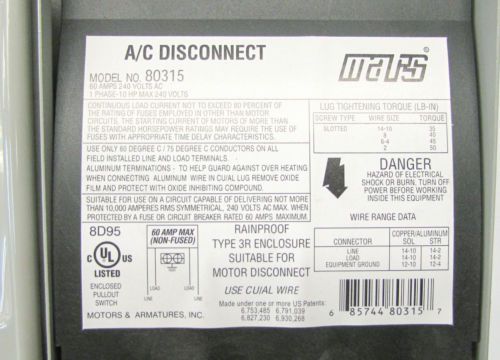 A/C DISCONNECT
MARS
MODEL NO. 80315
60 AMPS 240 VOLTS AC
1 PHASE-10 HP MAX 240 VOLTS
CONTINUOUS LOAD CURRENT NOT TO EXCEED 80 PERCENT OF
THE RATING OF FUSES EMPLOYED IN OTHER THAN MOTOR
CIRCUITS. THE STARTING CURRENT OF MOTORS OF MORE THAN
THE STANDARD HORSEPOWER RATINGS MAY REQUIRE THE USE OF
FUSES WITH APPROPRIATE TIME DELAY CHARACTERISTICS.
USE ONLY 60 DEGREE C / 75 DEGREE C CONDUCTORS ON ALL
FIELD INSTALLED LINE AND LOAD TERMINALS.
ALUMINUM TERMINATIONS - TO HELP GUARD AGAINST OVER HEATING
WHEN CONNECTING ALUMINUM WIRE IN CUAL LUG REMOVE OXIDE
FILM AND PROTECT WITH OXIDE INHIBITING COMPOUND.
SUITABLE FOR USE ON A CIRCUIT CAPABLE OF DELIVERING NOT MORE
THAN 10,000 AMPERES RMS SYMMETRICAL, 240 VOLTS AC MAX. WHEN
PROTECTED BY A FUSE OR CIRCUIT BREAKER RATED 60 AMPS MAXIMUM.
LUG TIGHTENING TORQUE (LB-IN)
SCREW TYPE WIRE SIZE TORQUE
SLOTTED 14-10 35
8 40
6-4 45
2 50
DANGER
HAZARD OF ELECTRICAL
SHOCK OR BURN, TURN OFF
POWER BEFORE WORKING
INSIDE THIS EQUIPMENT
WIRE RANGE DATA
COPPER/ALUMINUM
CONNECTOR SOL STR
LINE 14-10 14-2
LOAD 14-10 14-2
EQUIPMENT GROUND 12-10 12-4
8D95
C UL US
LISTED
ENCLOSED
PULLOUT
SWITCH
60 AMP MAX
(NON-FUSED)
LOAD LOAD
LINE LINE
RAINPROOF
TYPE 3R ENCLOSURE
SUITABLE FOR
MOTOR DISCONNECT
USE CU/AL WIRE
MOTORS & ARMATURES, INC.
Made under one or more US Patents:
6,753,485 6,791,039
6,827,230 6,930,268
6 85744 80315 7